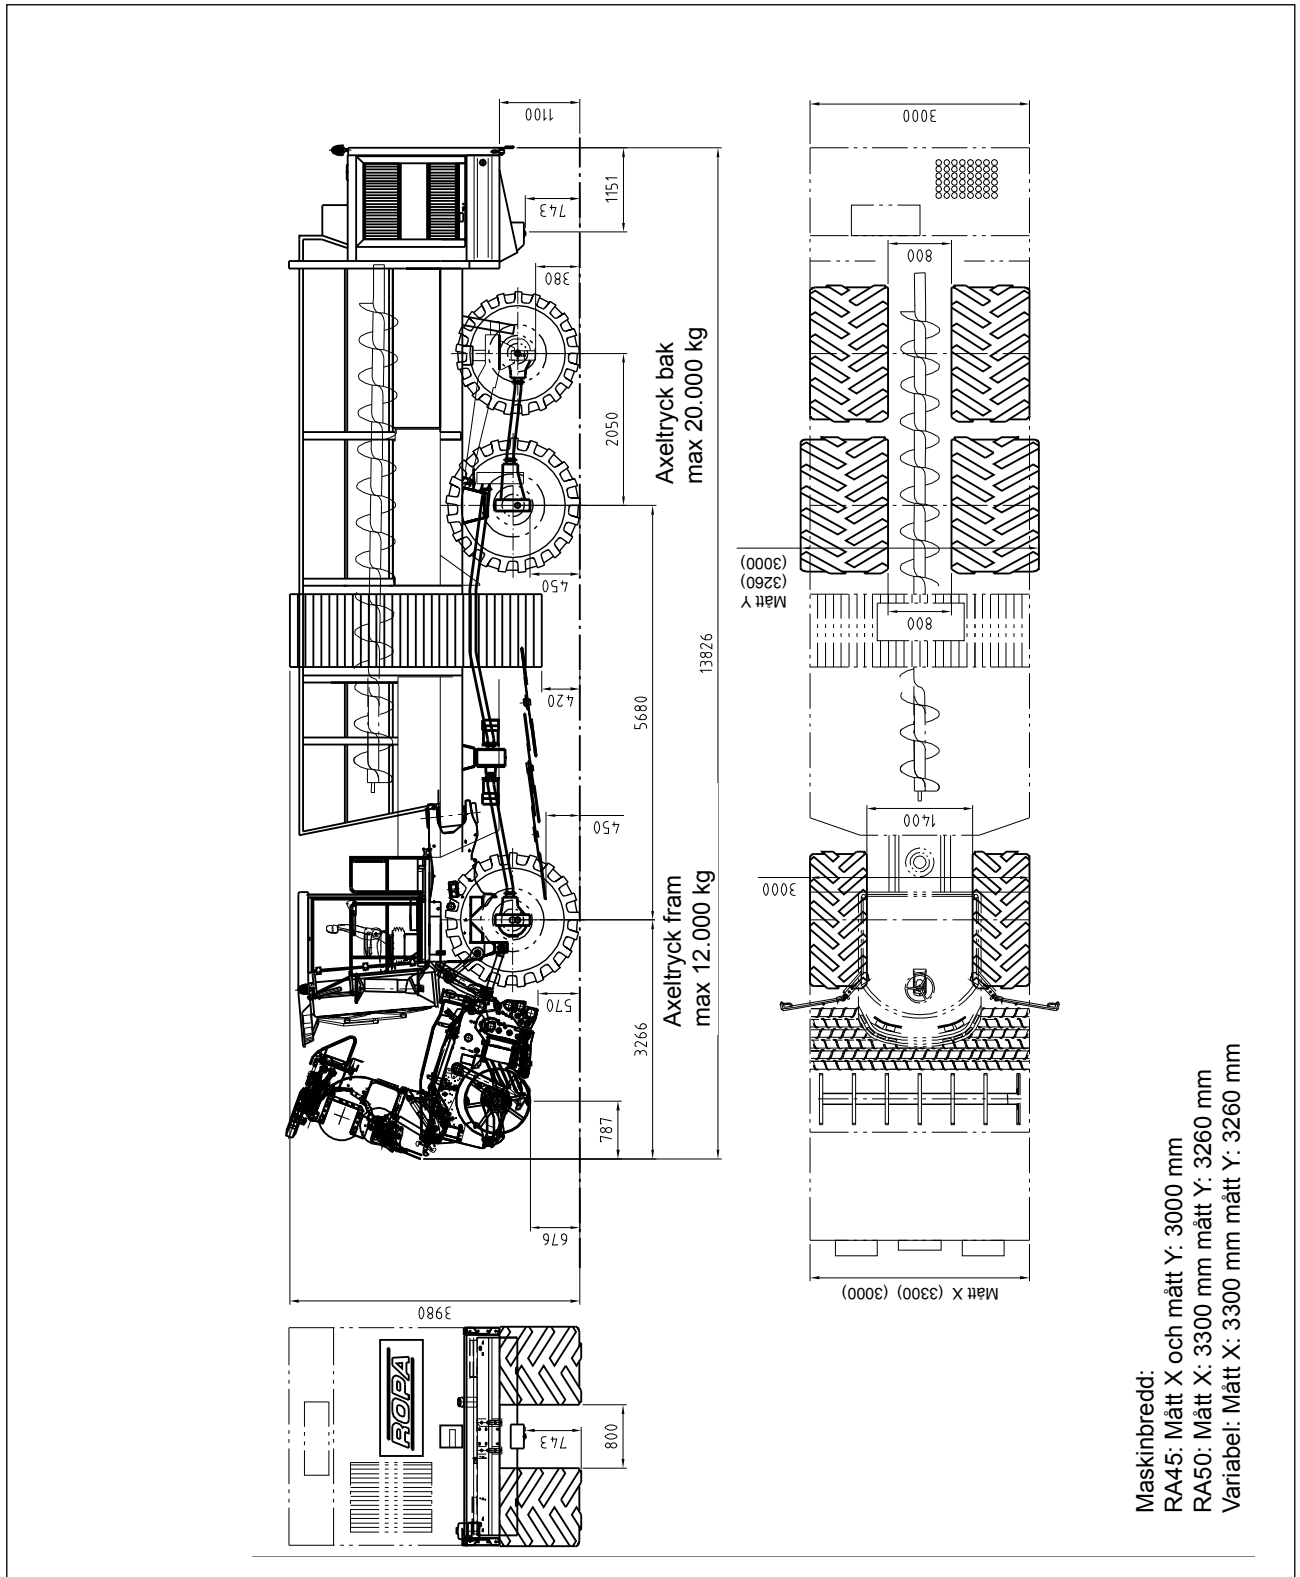 1100
1151
743
380
2050
Axeltryck bak
max 20.000 kg
450
13826
420
5680
450
Axeltryck fram
max 12.000 kg
570
3266
787
676
3980
ROPA
743
800
3000
800
Mått Y
(3260)
(3000)
800
1400
3000
Mått X (3300) (3000)
Maskinbredd:
RA45: Mått X och mått Y: 3000 mm
RA50: Mått X: 3300 mm mått Y: 3260 mm
Variabel: Mått X: 3300 mm mått Y: 3260 mm